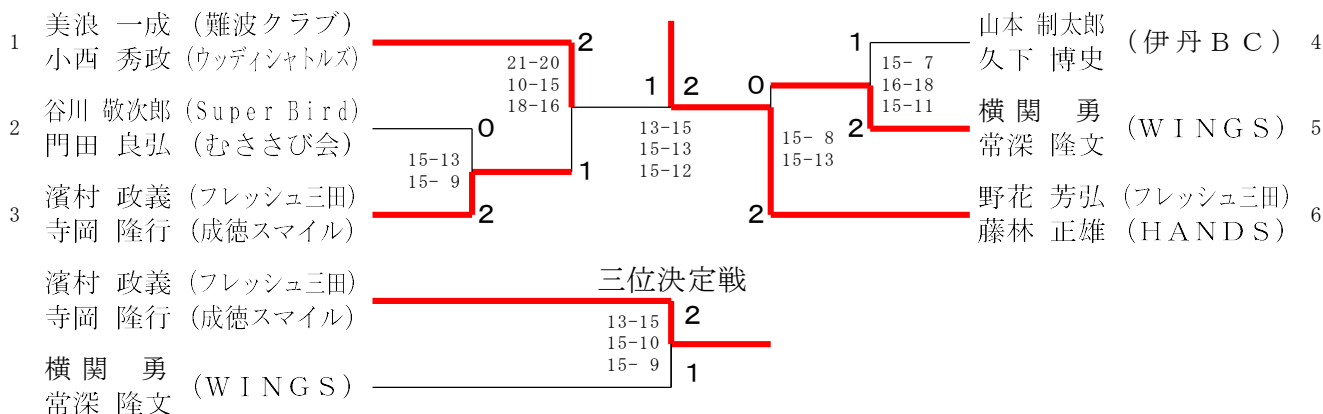 1 美浪 一成 (難波クラブ)
小西 秀政 (ウッディシャトルズ)
2 谷川 敬次郎 (Super Bird)
門田 良弘 (むささび会)
3 濱村 政義 (フレッシュ三田)
寺岡 隆行 (成徳スマイル)
2
21-20
10-15
18-16
0
15-13
15- 9
2
1
1 2
13-15
15-13
15-12
0
15- 8
15-13
2
1
15- 7
16-18
15-11
2
山本 制太郎
久下 博史 (伊丹BC) 4
横関 勇
常深 隆文 (WINGS) 5
野花 芳弘 (フレッシュ三田)
藤林 正雄 (HANDS) 6
三位決定戦
濱村 政義 (フレッシュ三田)
寺岡 隆行 (成徳スマイル)
横関 勇
常深 隆文 (WINGS)
13-15
15-10
15- 9
2
1